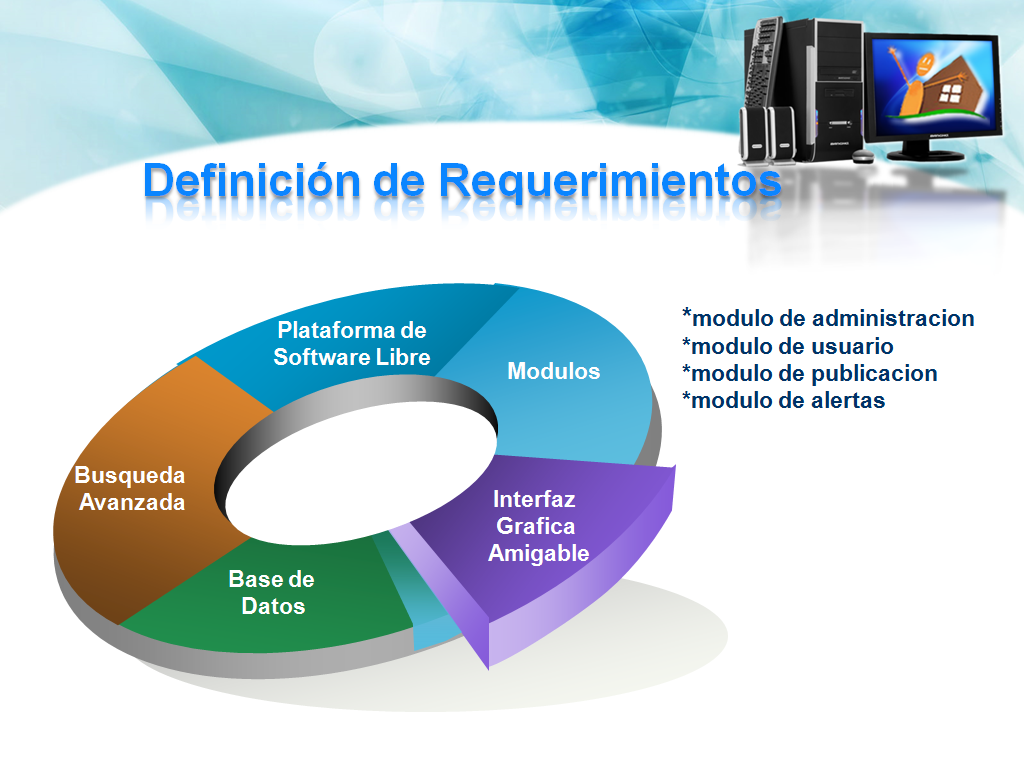 Definición de Requerimientos
Plataforma de
Software Libre
Modulos
*modulo de administracion
*modulo de usuario
*modulo de publicacion
*modulo de alertas
Busqueda
Avanzada
Interfaz
Grafica
Amigable
Base de
Datos